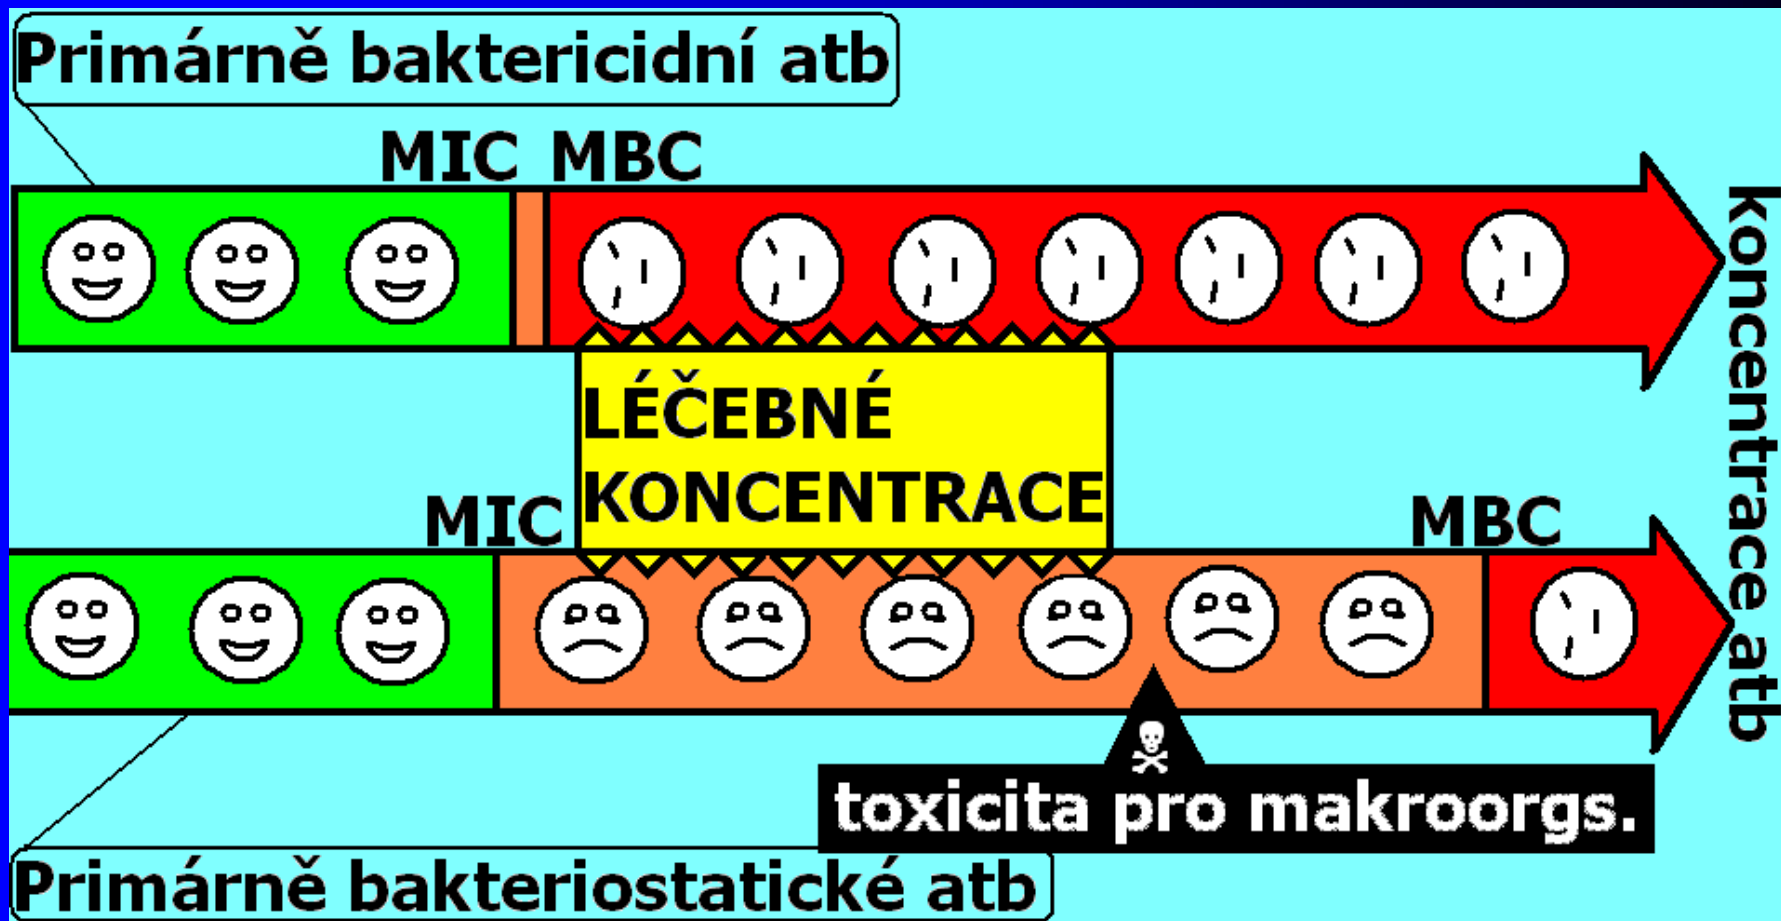 Primárně baktericidní atb
MIC MBC
LÉČEBNÉ
KONCENTRACE
MIC
MBC
koncentrace atb
toxicita pro makroorgs.
Primárně bakteriostatické atb